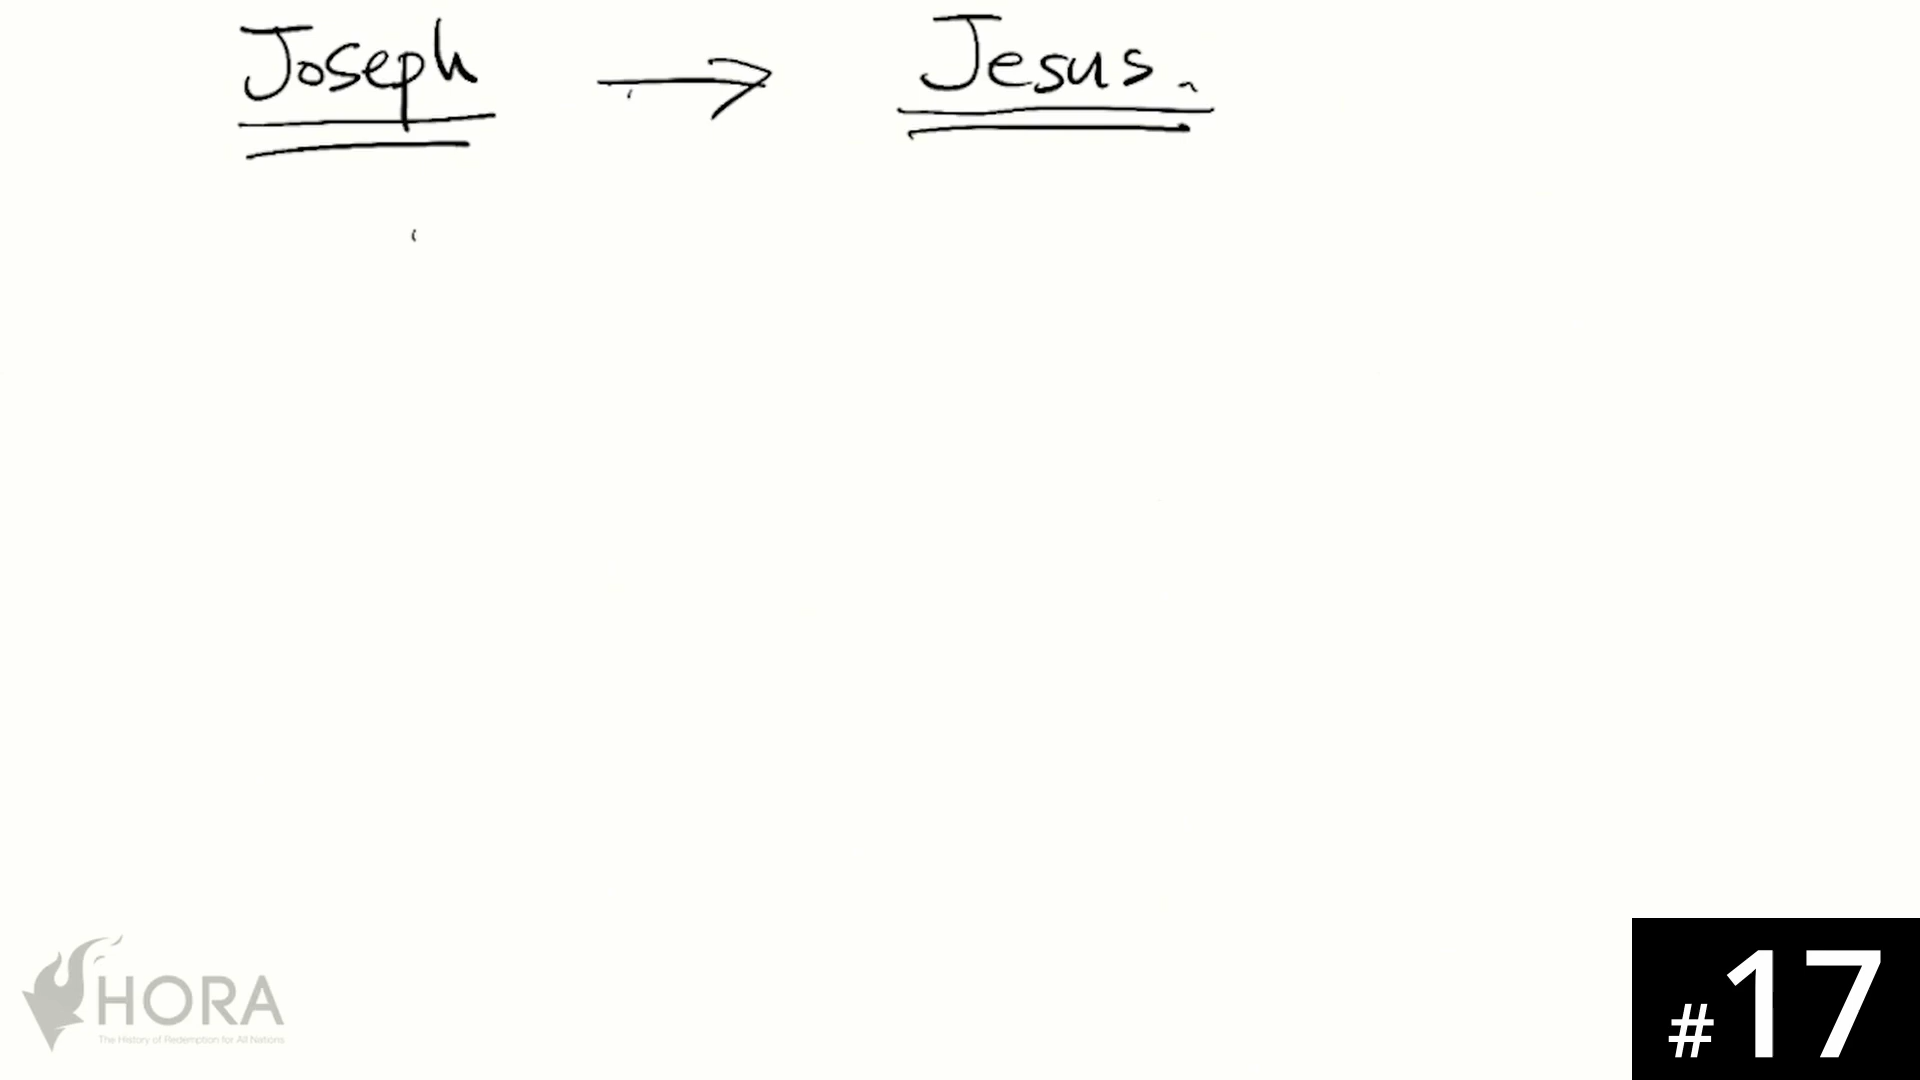 Joseph → Jesus.
HORA
The History of Redemption for All Nations
#17